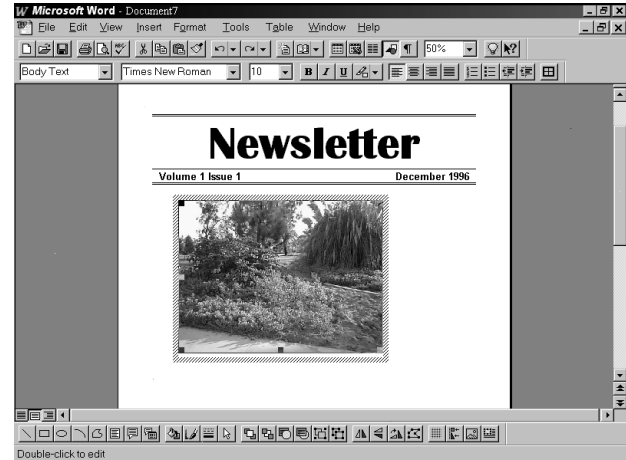 W Microsoft Word - Document7
File Edit View Insert Format Tools Table Window Help
50%
Body Text Times New Roman 10 B I U
Newsletter
Volume 1 Issue 1 December 1996
Double-click to edit